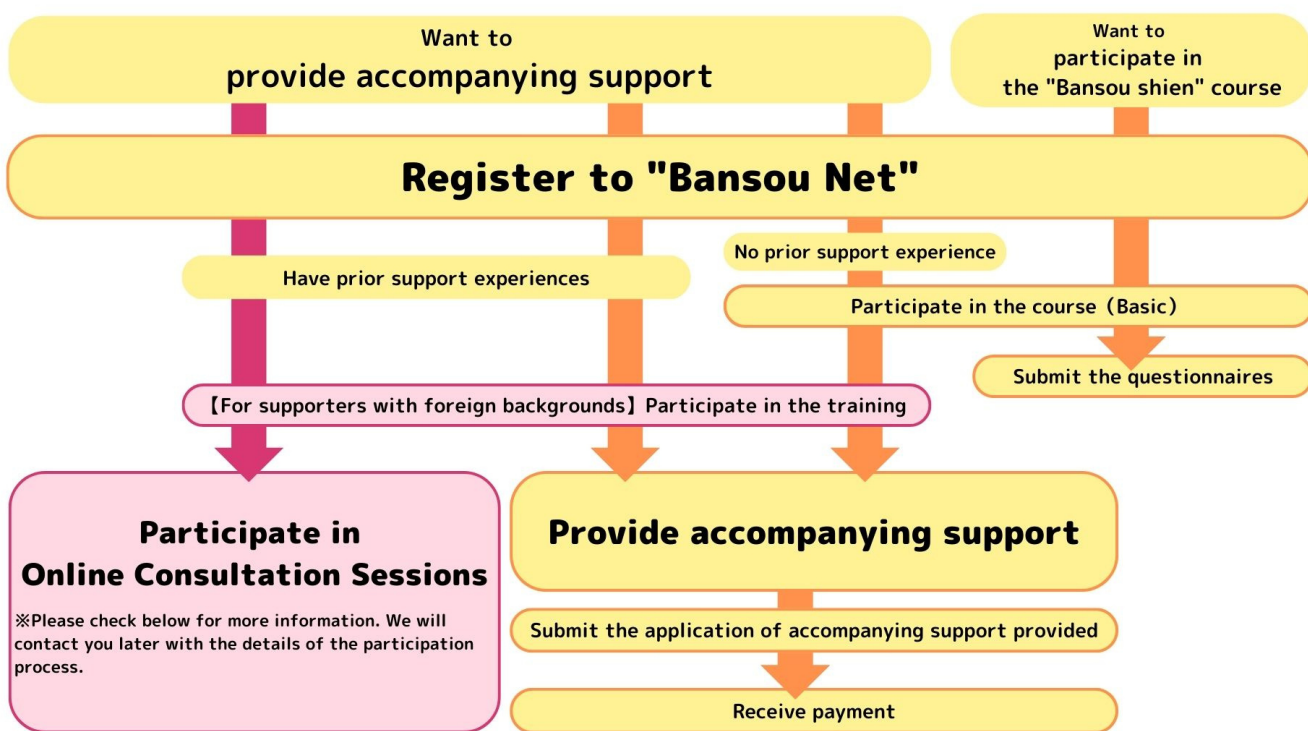 Want to
provide accompanying support
Want to
participate in
the "Bansou shien" course
Register to "Bansou Net"
No prior support experience
Have prior support experiences
Participate in the course（Basic）
Submit the questionnaires
【For supporters with foreign backgrounds】Participate in the training
Participate in
Online Consultation Sessions
※Please check below for more information. We will
contact you later with the details of the participation
process.
Provide accompanying support
Submit the application of accompanying support provided
Receive payment